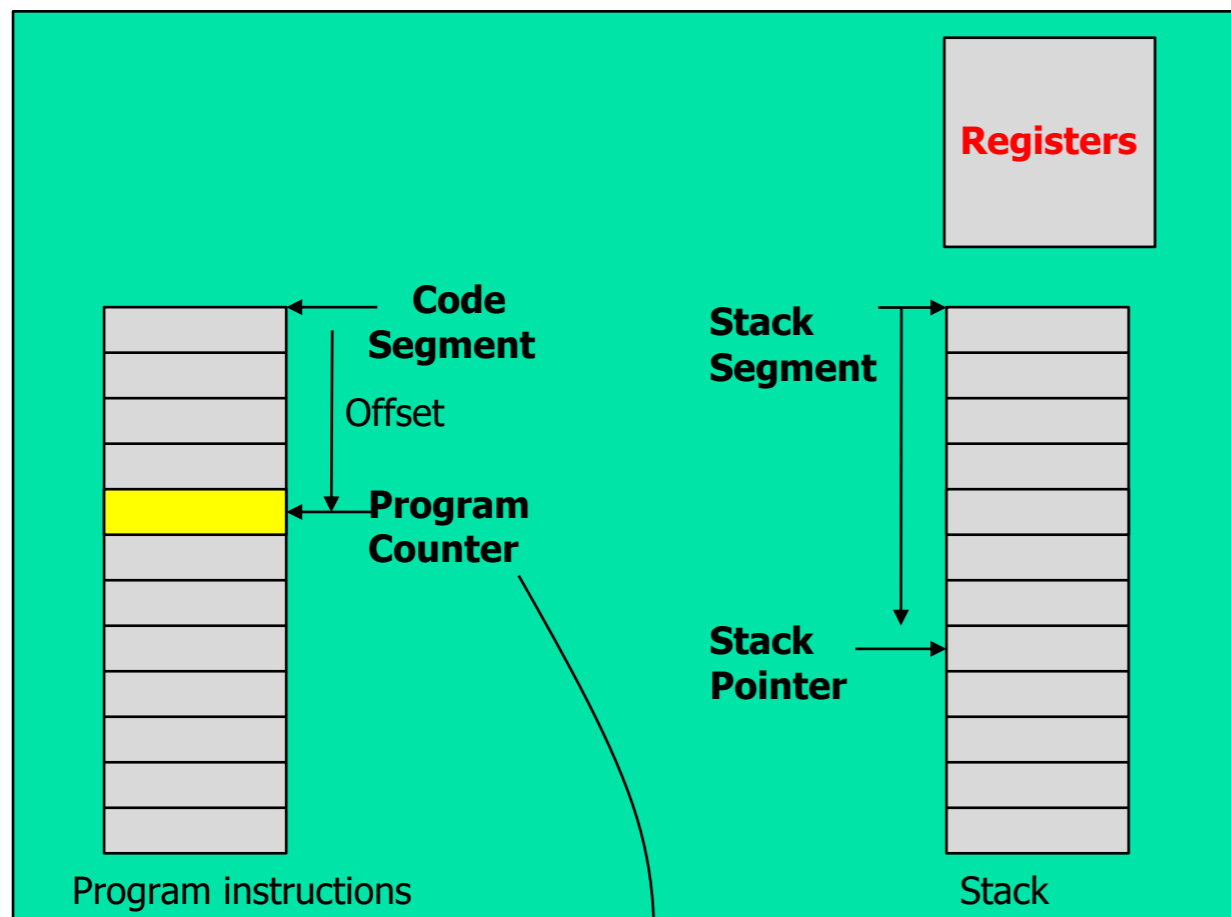 Registers
Code
Segment
Offset
Program
Counter
Program instructions
Stack
Segment
Stack
Pointer
Stack